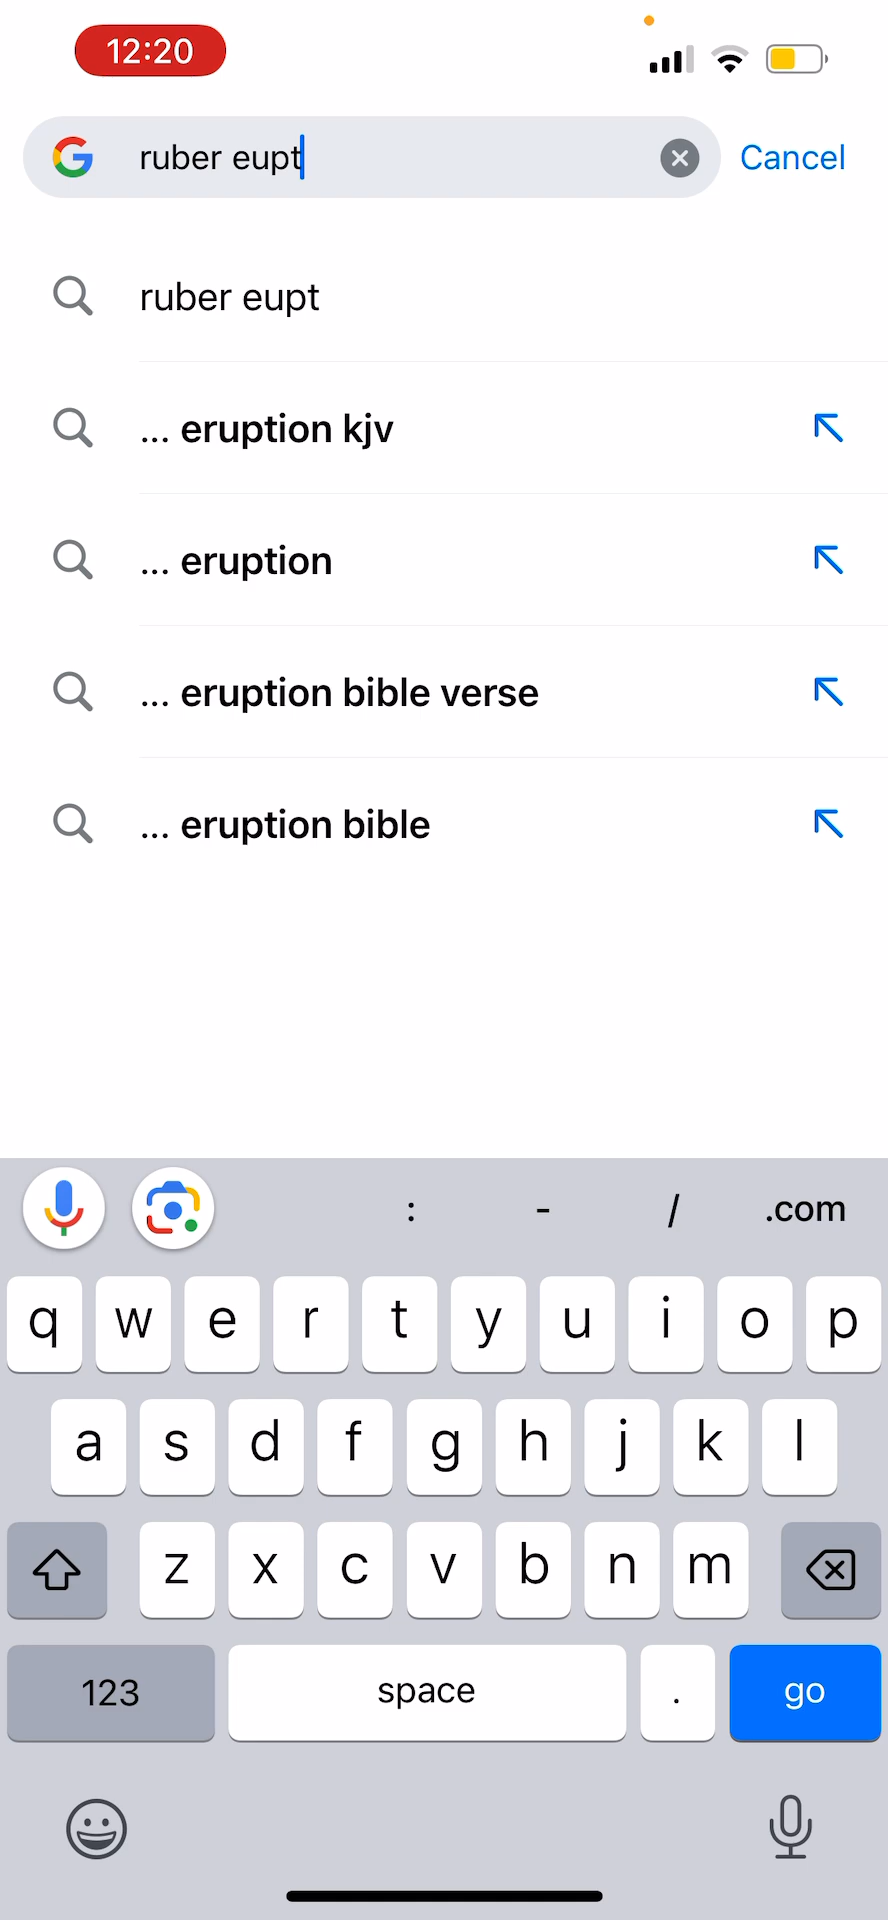 12:20
ruber eupt
Cancel
ruber eupt
... eruption kjv
... eruption
... eruption bible verse
... eruption bible
: - / .com
q w e r t y u i o p
a s d f g h j k l
z x c v b n m
123 space . go